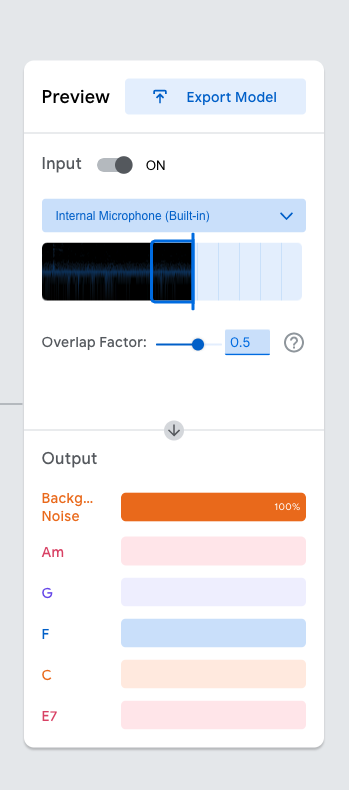 Preview
Export Model
Input
ON
Internal Microphone (Built-in)
Overlap Factor:
0.5
Output
Backg...
Noise
100%
Am
G
F
C
E7